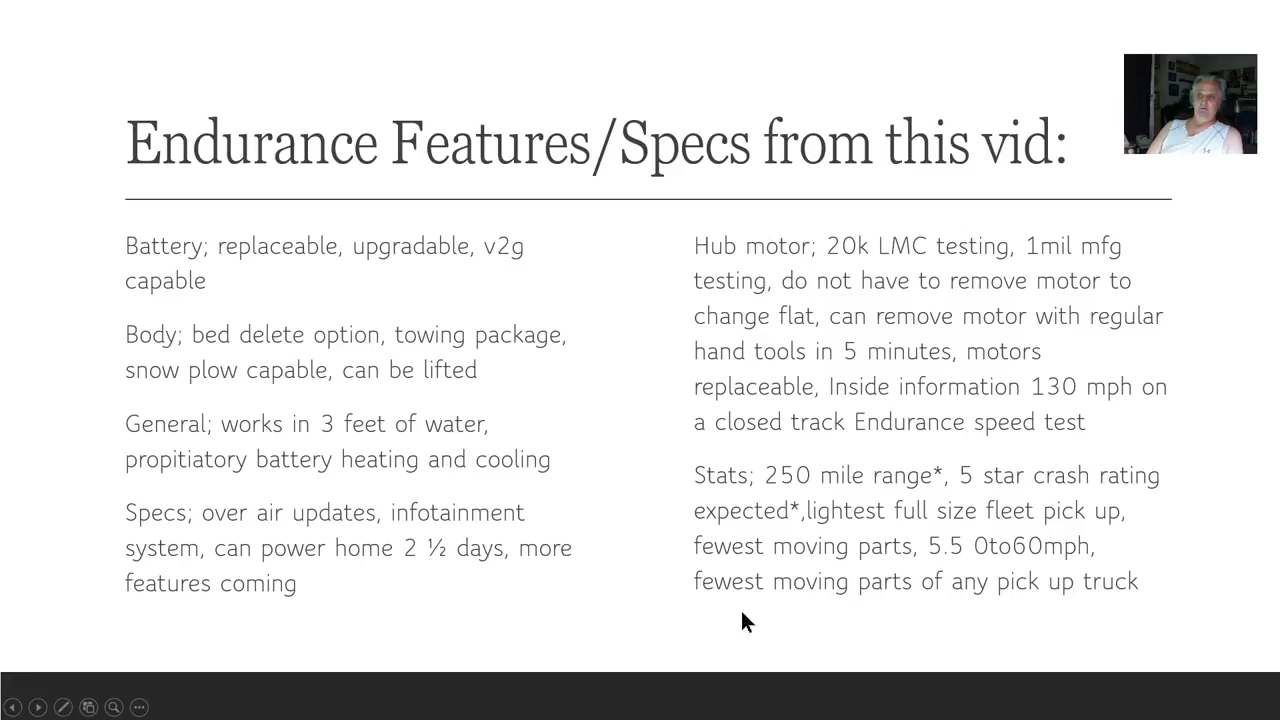 Endurance Features/Specs from this vid:
Battery; replaceable, upgradable, v2g
capable
Body; bed delete option, towing package,
snow plow capable, can be lifted
General; works in 3 feet of water,
propitiatory battery heating and cooling
Specs; over air updates, infotainment
system, can power home 2 ½ days, more
features coming
Hub motor; 20k LMC testing, 1mil mfg
testing, do not have to remove motor to
change flat, can remove motor with regular
hand tools in 5 minutes, motors
replaceable, Inside information 130 mph on
a closed track Endurance speed test
Stats; 250 mile range*, 5 star crash rating
expected*,lightest full size fleet pick up,
fewest moving parts, 5.5 0to60mph,
fewest moving parts of any pick up truck